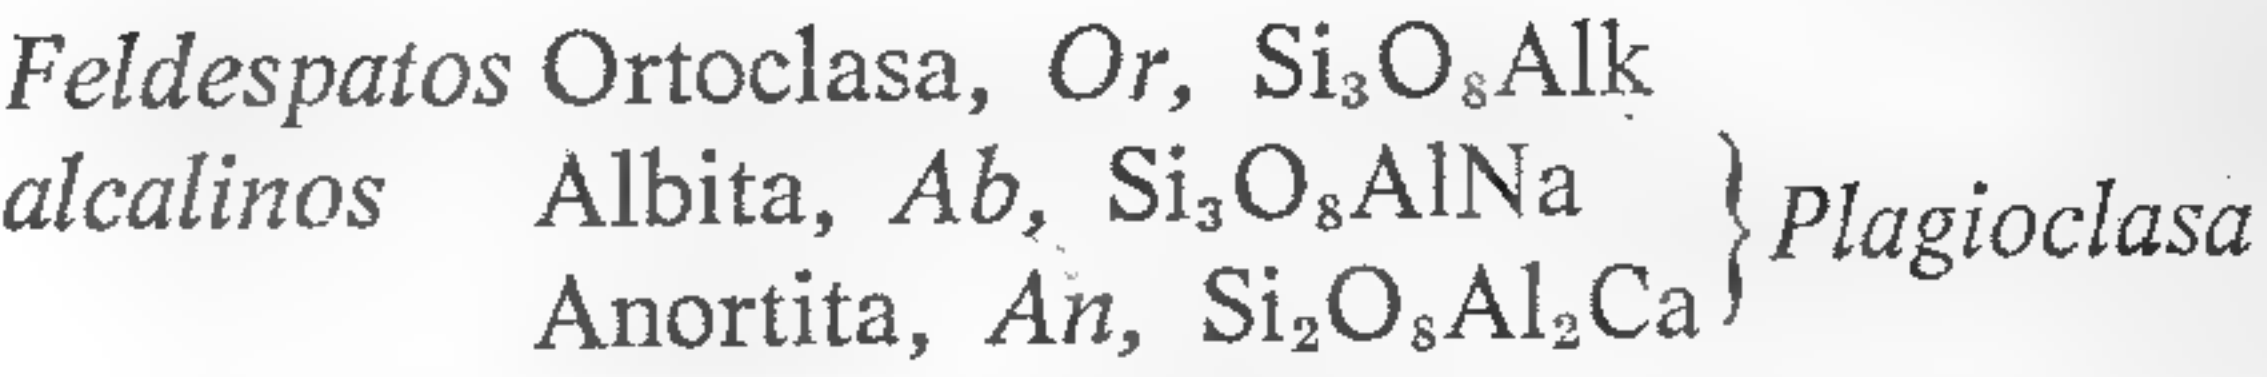 Feldespatos Ortoclasa, Or, Si₃O₈Alk
alcalinos Albita, Ab, Si₃O₈AlNa
Anortita, An, Si₂O₈Al₂Ca } Plagioclasa